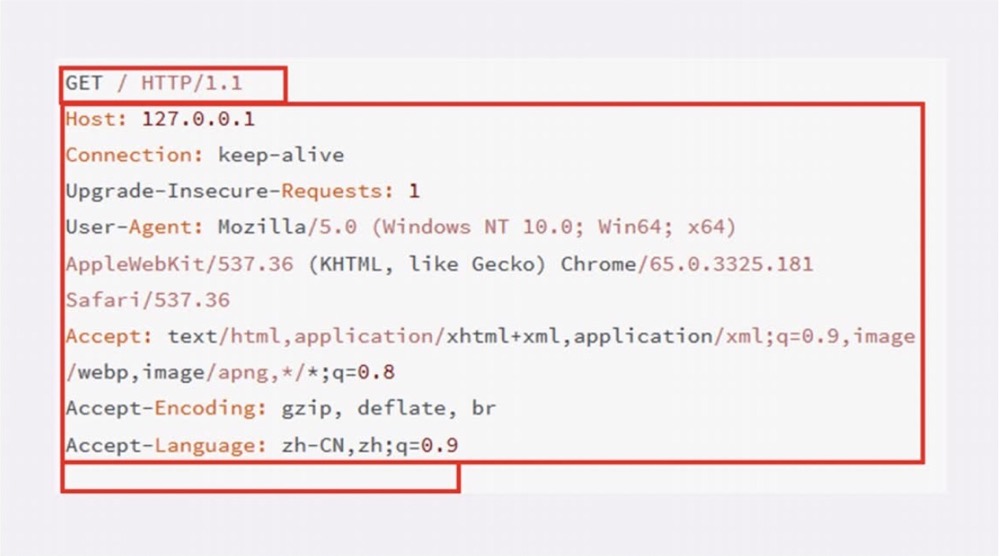 GET / HTTP/1.1
Host: 127.0.0.1
Connection: keep-alive
Upgrade-Insecure-Requests: 1
User-Agent: Mozilla/5.0 (Windows NT 10.0; Win64; x64)
AppleWebKit/537.36 (KHTML, like Gecko) Chrome/65.0.3325.181
Safari/537.36
Accept: text/html,application/xhtml+xml,application/xml;q=0.9,image
/webp,image/apng,*/*;q=0.8
Accept-Encoding: gzip, deflate, br
Accept-Language: zh-CN,zh;q=0.9